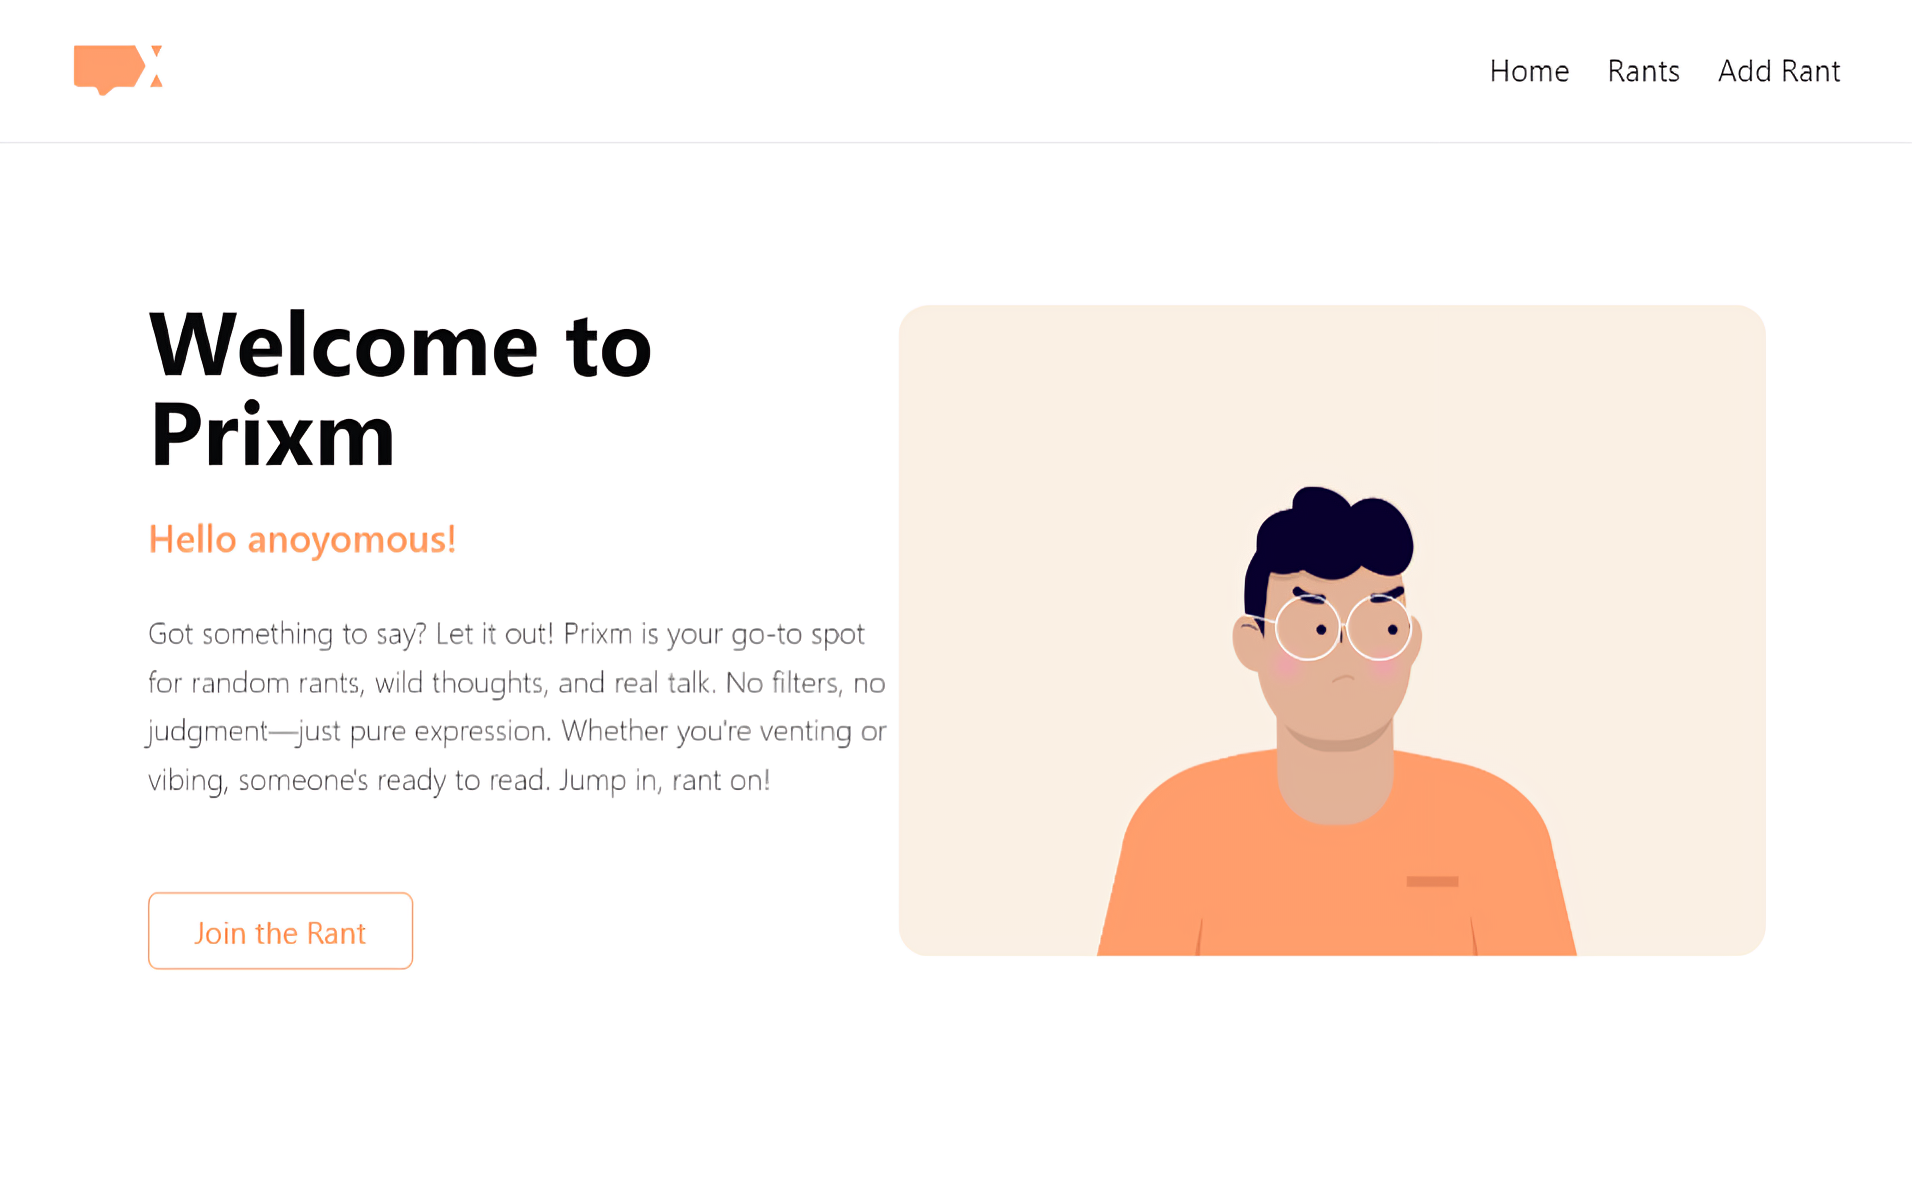 Home Rants Add Rant
Welcome to
Prixm
Hello anoyomous!
Got something to say? Let it out! Prixm is your go-to spot
for random rants, wild thoughts, and real talk. No filters, no
judgment—just pure expression. Whether you're venting or
vibing, someone's ready to read. Jump in, rant on!
Join the Rant